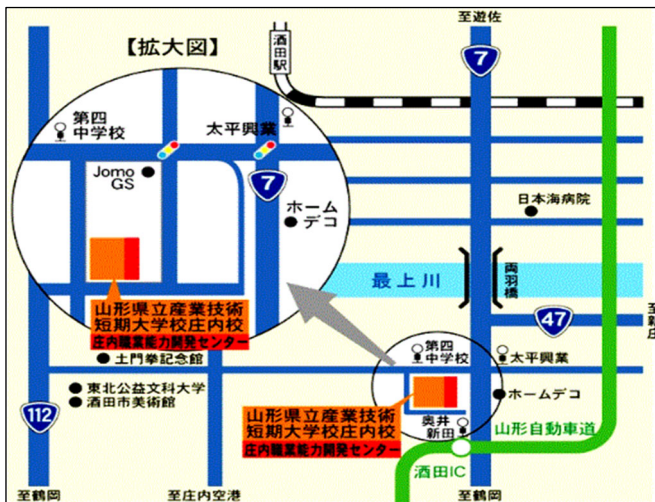 至遊佐
【拡大図】
酒田駅
7
第四
中学校
太平興業
Jomo
GS
7
ホーム
デコ
日本海病院
最上川
両羽橋
47
至新庄
山形県立産業技術
短期大学校庄内校
庄内職業能力開発センター
土門拳記念館
第四
中学校
太平興業
東北公益文科大学
酒田市美術館
ホームデコ
112
山形県立産業技術
短期大学校庄内校
庄内職業能力開発センター
奥井
新田
山形自動車道
酒田IC
至鶴岡
至庄内空港
至鶴岡